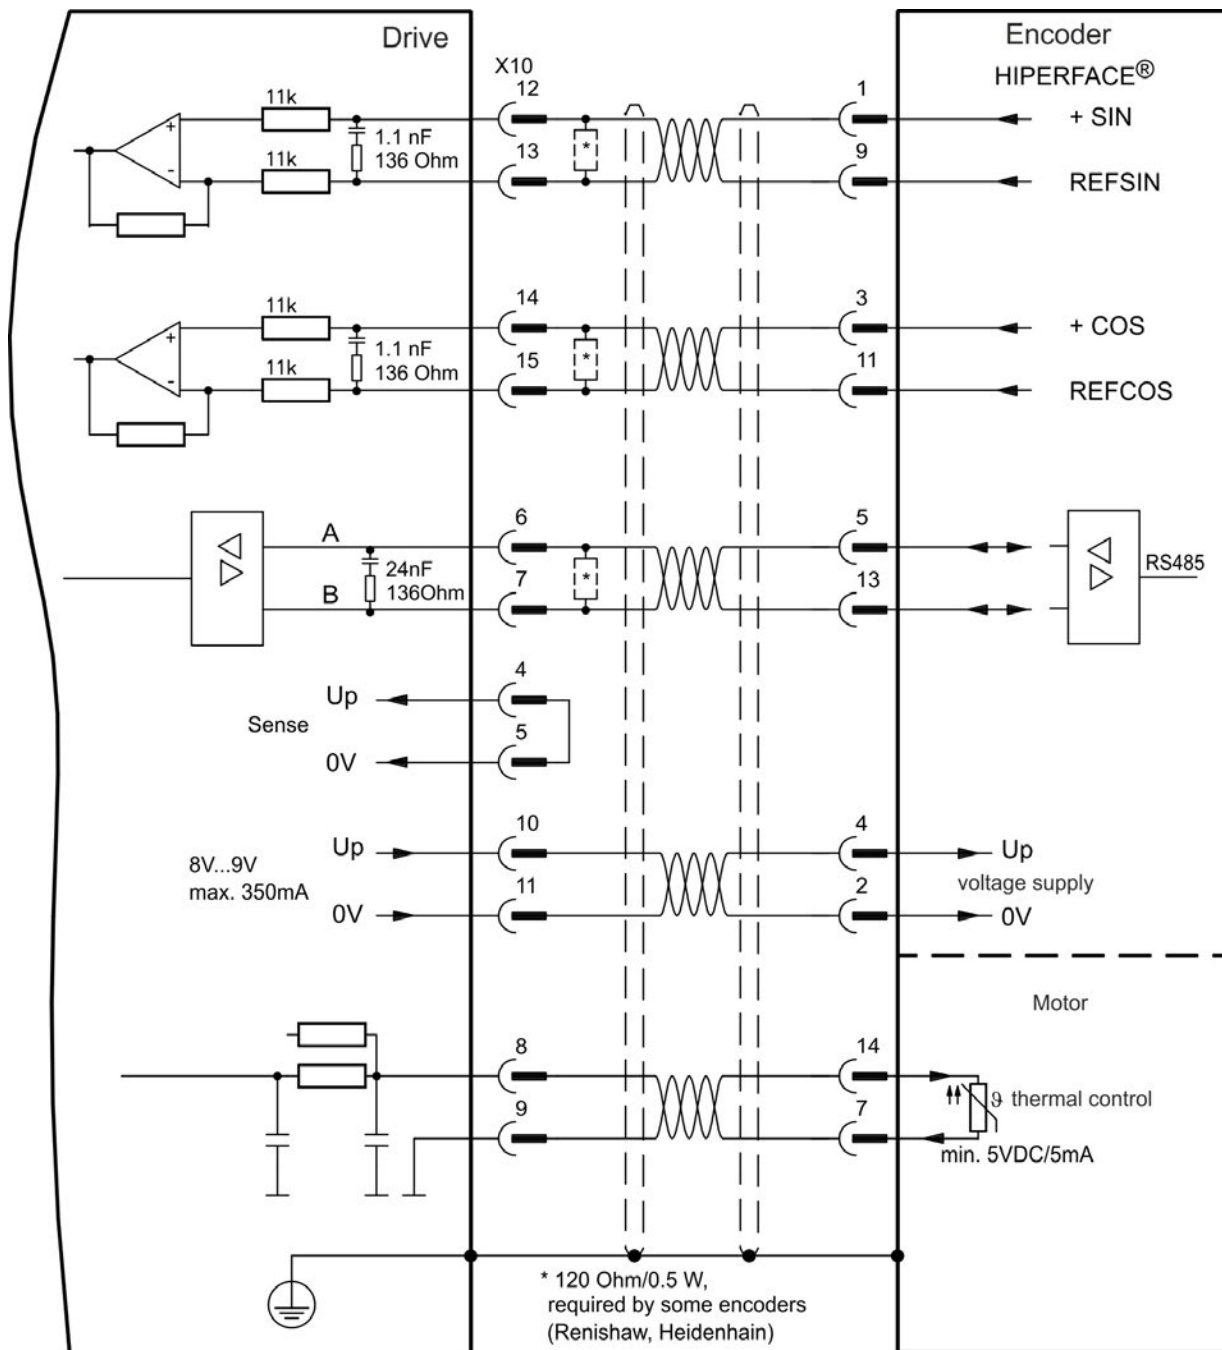 Drive
Encoder
HIPERFACE®
X10
12
1
11k
+
-
1.1 nF
136 Ohm
*
+ SIN
11k
13
9
REFSIN
14
3
11k
+
-
1.1 nF
136 Ohm
*
+ COS
11k
15
11
REFCOS
6
5
A
24nF
136Ohm
*
RS485
B
7
13
4
Up
Sense
5
0V
10
4
Up
8V...9V
max. 350mA
Up
voltage supply
11
2
0V
0V
Motor
8
14
ϑ thermal control
9
7
min. 5VDC/5mA
* 120 Ohm/0.5 W,
required by some encoders
(Renishaw, Heidenhain)